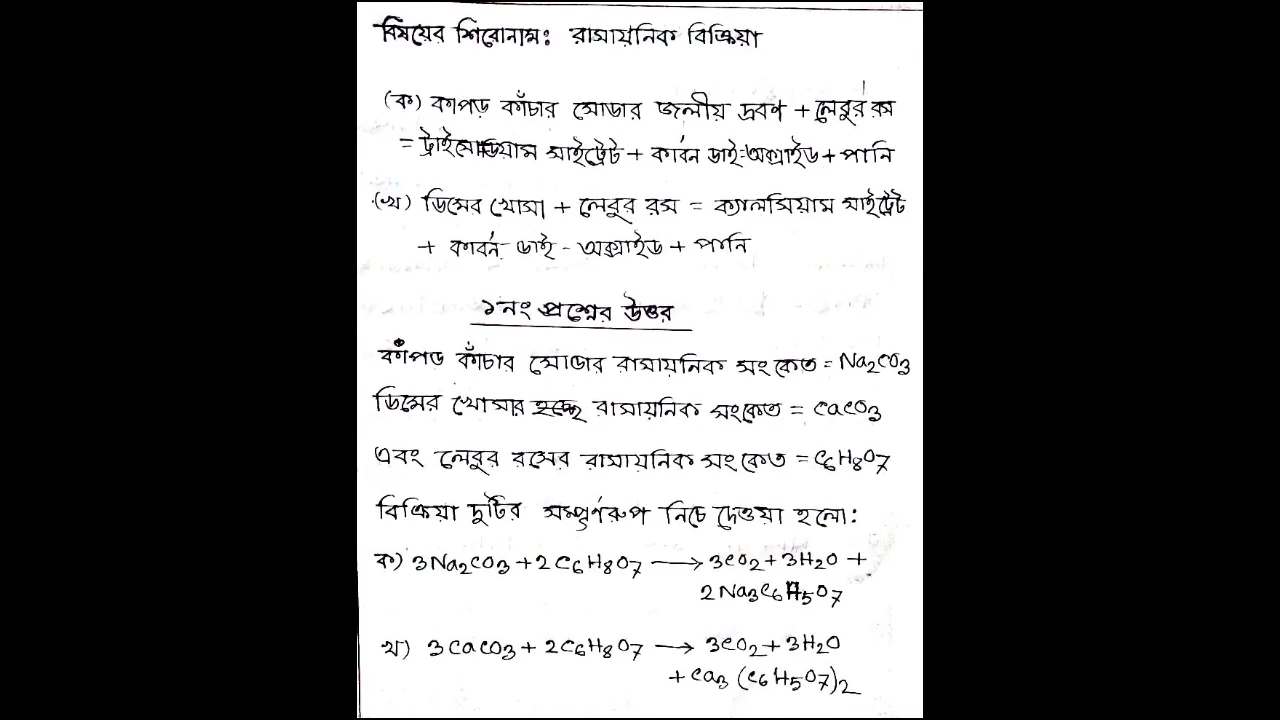 বিষয়ের শিরোনাম: রাসায়নিক বিক্রিয়া
(ক) কাপড় কাঁচার সোডার জলীয় দ্রবণ + লেবুর রস
= ট্রাইসোডিয়াম সাইট্রেট + কার্বন ডাই-অক্সাইড + পানি
(খ) ডিমের খোসা + লেবুর রস = ক্যালসিয়াম সাইট্রেট
+ কার্বন ডাই - অক্সাইড + পানি
১নং প্রশ্নের উত্তর
কাঁপড় কাঁচার সোডার রাসায়নিক সংকেত = Na₂CO₃
ডিমের খোসার হচ্ছে রাসায়নিক সংকেত = CaCO₃
এবং লেবুর রসের রাসায়নিক সংকেত = C₆H₈O₇
বিক্রিয়া দুটির সম্পূর্ণরুপ নিচে দেওয়া হলো:
ক) 3Na₂CO₃ + 2C₆H₈O₇ ⟶ 3CO₂ + 3H₂O +
2Na₃C₆H₅O₇
খ) 3CaCO₃ + 2C₆H₈O₇ ⟶ 3CO₂ + 3H₂O
+ Ca₃ (C₆H₅O₇)₂